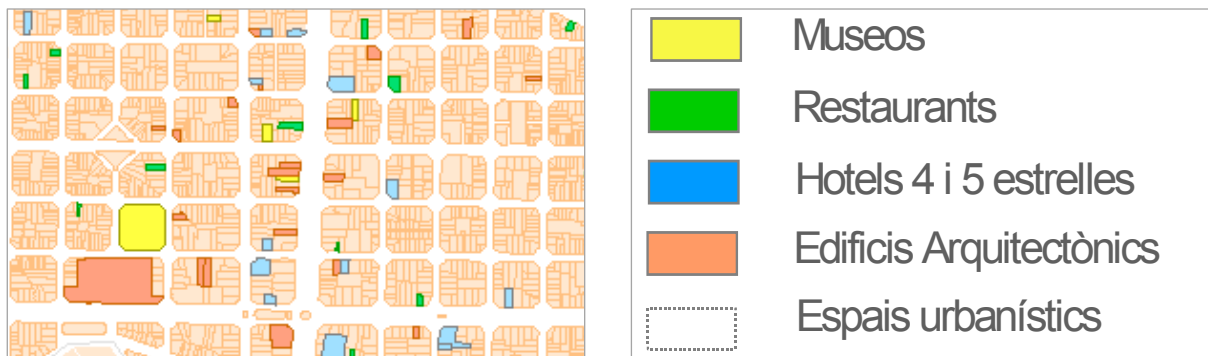 Museos
Restaurants
Hotels 4 i 5 estrelles
Edificis Arquitectònics
Espais urbanístics